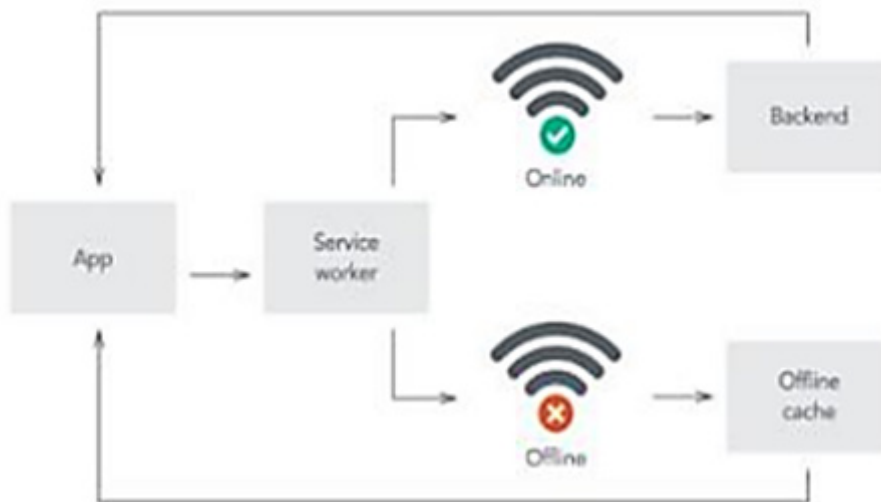 Backend
Online
App
Service
worker
Offline
cache
Offline